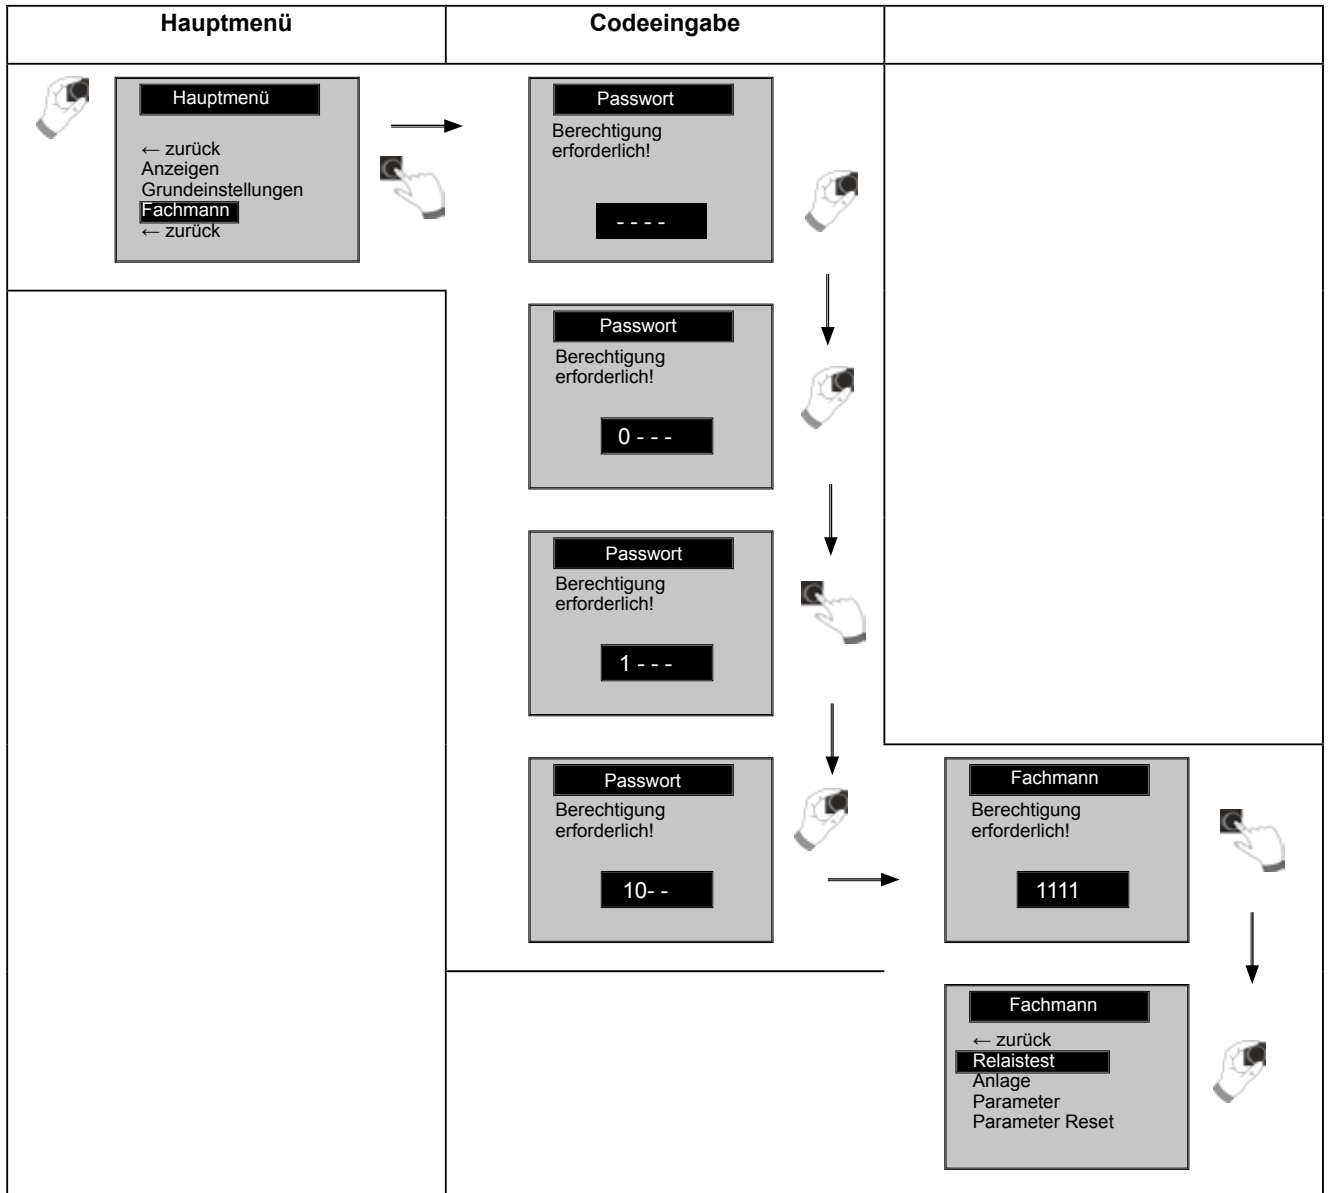 Hauptmenü
Codeeingabe
Hauptmenü
← zurück
Anzeigen
Grundeinstellungen
Fachmann
← zurück
Passwort
Berechtigung
erforderlich!
- - - -
Passwort
Berechtigung
erforderlich!
0 - - -
Passwort
Berechtigung
erforderlich!
1 - - -
Passwort
Berechtigung
erforderlich!
10- -
Fachmann
Berechtigung
erforderlich!
1111
Fachmann
← zurück
Relaistest
Anlage
Parameter
Parameter Reset